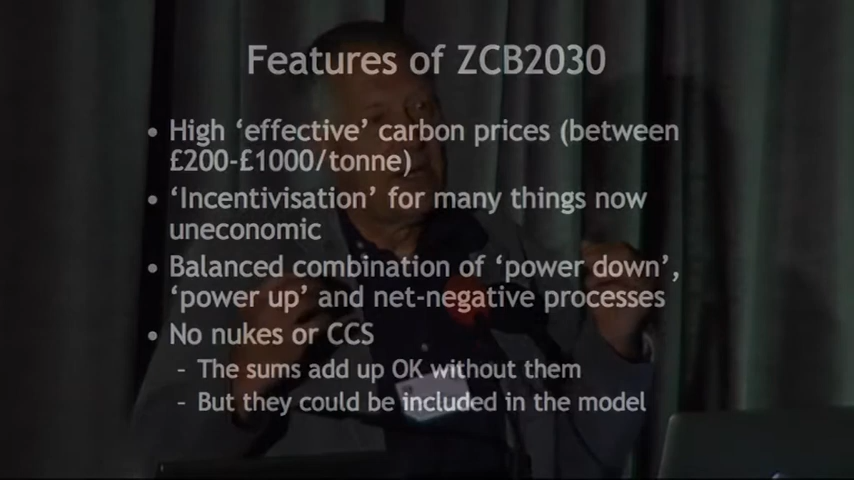 Features of ZCB2030
• High ‘effective’ carbon prices (between
£200-£1000/tonne)
• ‘Incentivisation’ for many things now
uneconomic
• Balanced combination of ‘power down’,
‘power up’ and net-negative processes
• No nukes or CCS
– The sums add up OK without them
– But they could be included in the model